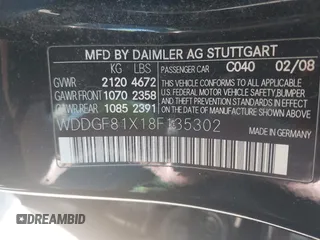 MFD BY DAIMLER AG STUTTGART
KG LBS PASSENGER CAR C040 02/08
GVWR 2120 4672 THIS VEHICLE CONFORMS TO ALL
GAWR FRONT 1070 2358 APPLICABLE U.S. FEDERAL MOTOR
GAWR REAR 1085 2391 VEHICLE SAFETY, BUMPER, AND
THEFT PREVENTION STANDARDS
IN EFFECT ON THE DATE OF
MANUFACTURE SHOWN ABOVE.
WDDGF81X18F135302
MADE IN GERMANY
© DREAMBID